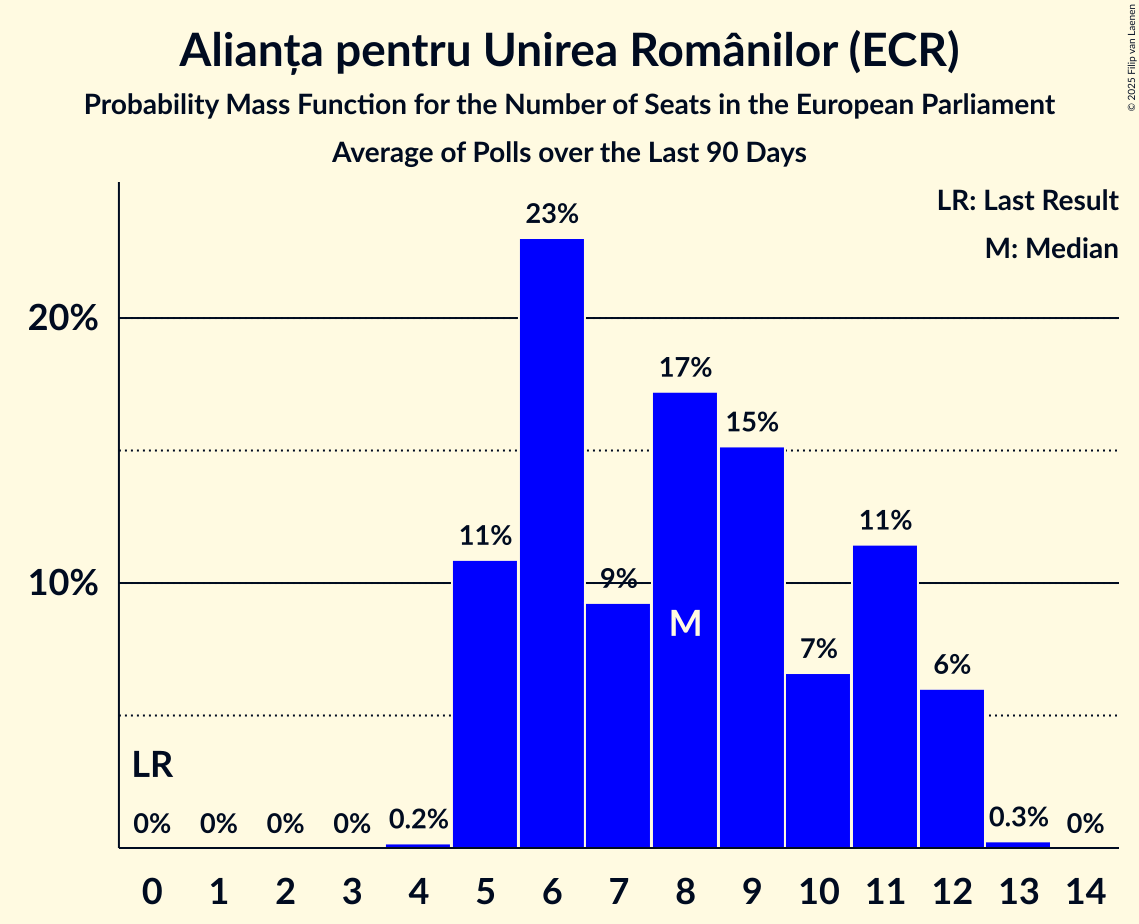 Alianța pentru Unirea Românilor (ECR)
Probability Mass Function for the Number of Seats in the European Parliament
Average of Polls over the Last 90 Days
© 2025 Filip van Laenen
LR: Last Result
M: Median
20%
10%
23%
17%
15%
11%
11%
9%
7%
6%
M
LR
0%
0%
0%
0%
0.2%
0.3%
0%
0 1 2 3 4 5 6 7 8 9 10 11 12 13 14